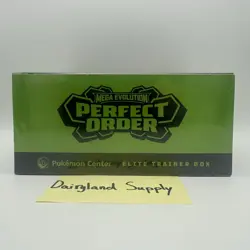 MEGA EVOLUTION
PERFECT
ORDER
Pokémon Center ELITE TRAINER BOX
Dairyland Supply